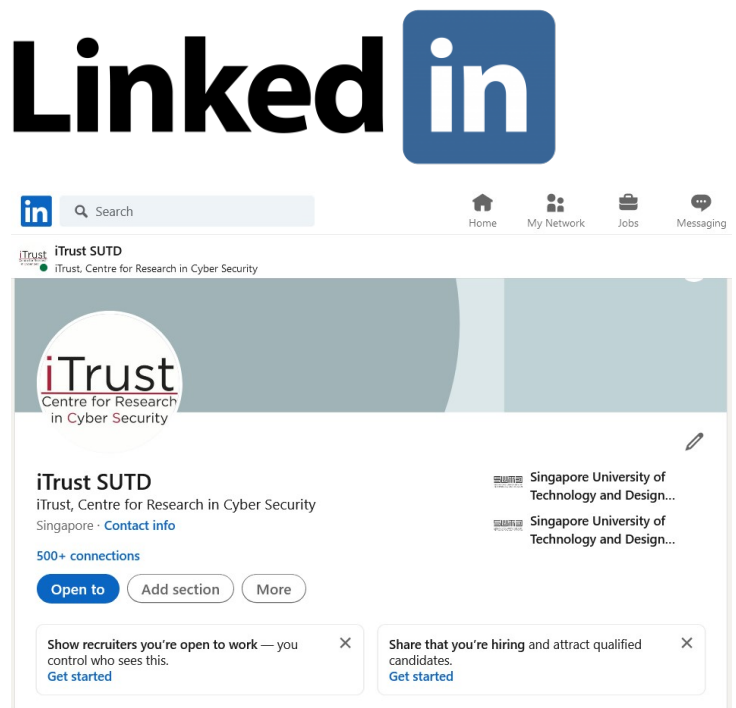 Linked in
in
Search
Home
My Network
Jobs
Messaging
iTrust
iTrust SUTD
iTrust, Centre for Research in Cyber Security
iTrust
Centre for Research
in Cyber Security
iTrust SUTD
iTrust, Centre for Research in Cyber Security
Singapore · Contact info
500+ connections
Singapore University of
Technology and Design...
Singapore University of
Technology and Design...
Open to
Add section
More
Show recruiters you're open to work — you
control who sees this.
Get started
Share that you're hiring and attract qualified
candidates.
Get started